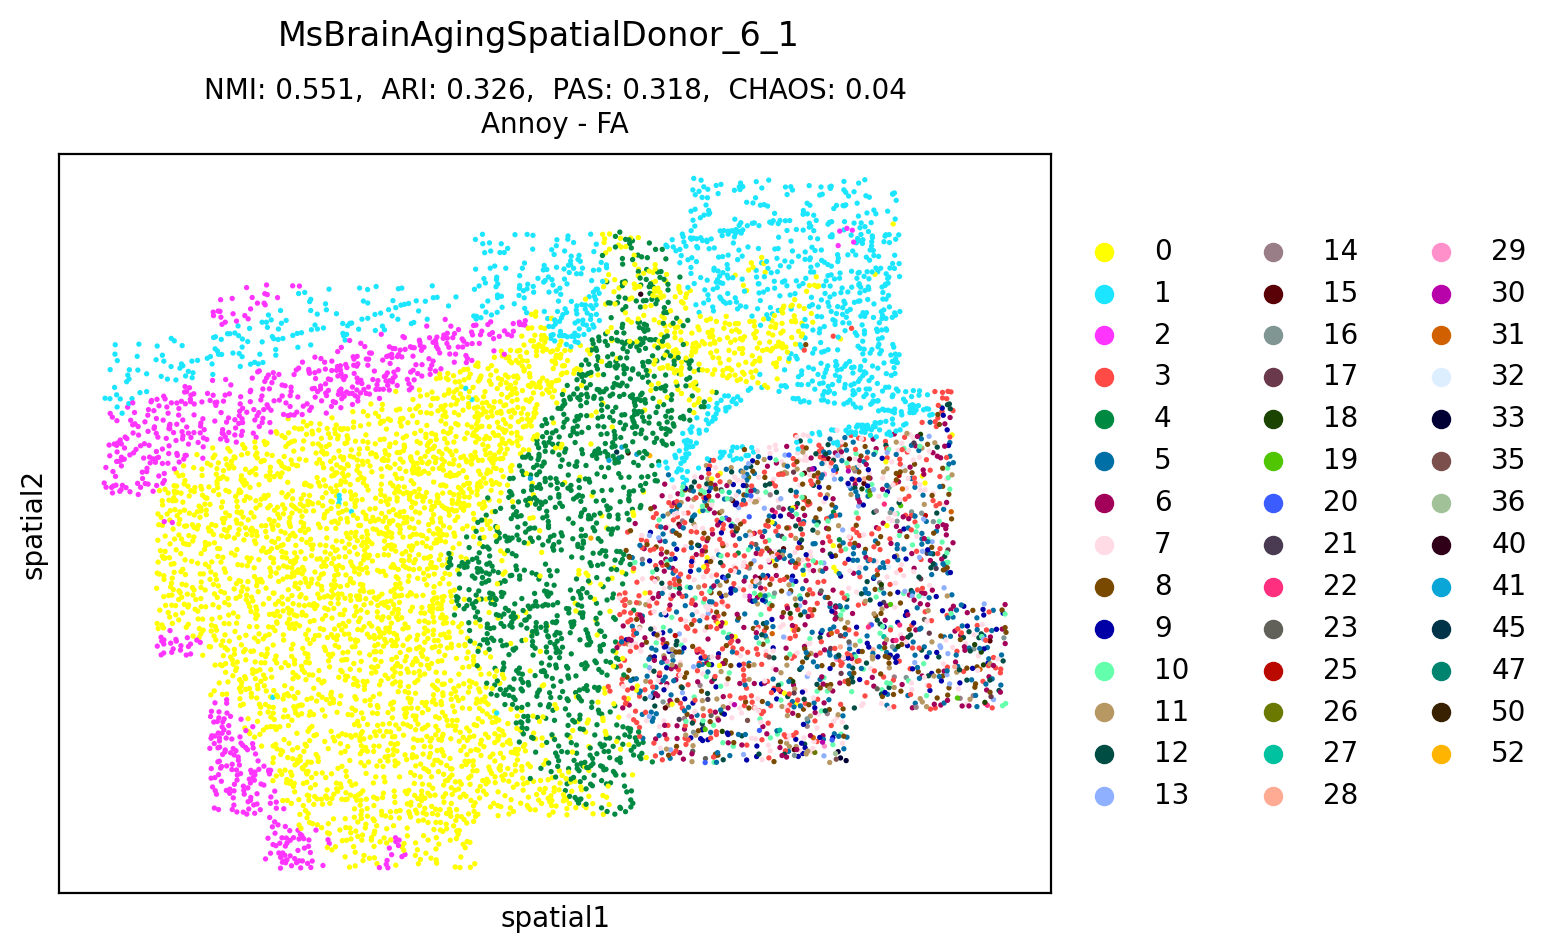 MsBrainAgingSpatialDonor_6_1
NMI: 0.551, ARI: 0.326, PAS: 0.318, CHAOS: 0.04
Annoy - FA
spatial2
spatial1
0 14 29
1 15 30
2 16 31
3 17 32
4 18 33
5 19 35
6 20 36
7 21 40
8 22 41
9 23 45
10 25 47
11 26 50
12 27 52
13 28